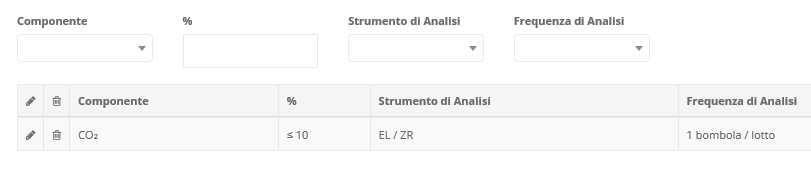 Componente % Strumento di Analisi Frequenza di Analisi
Componente % Strumento di Analisi Frequenza di Analisi
CO₂ ≤ 10 EL / ZR 1 bombola / lotto